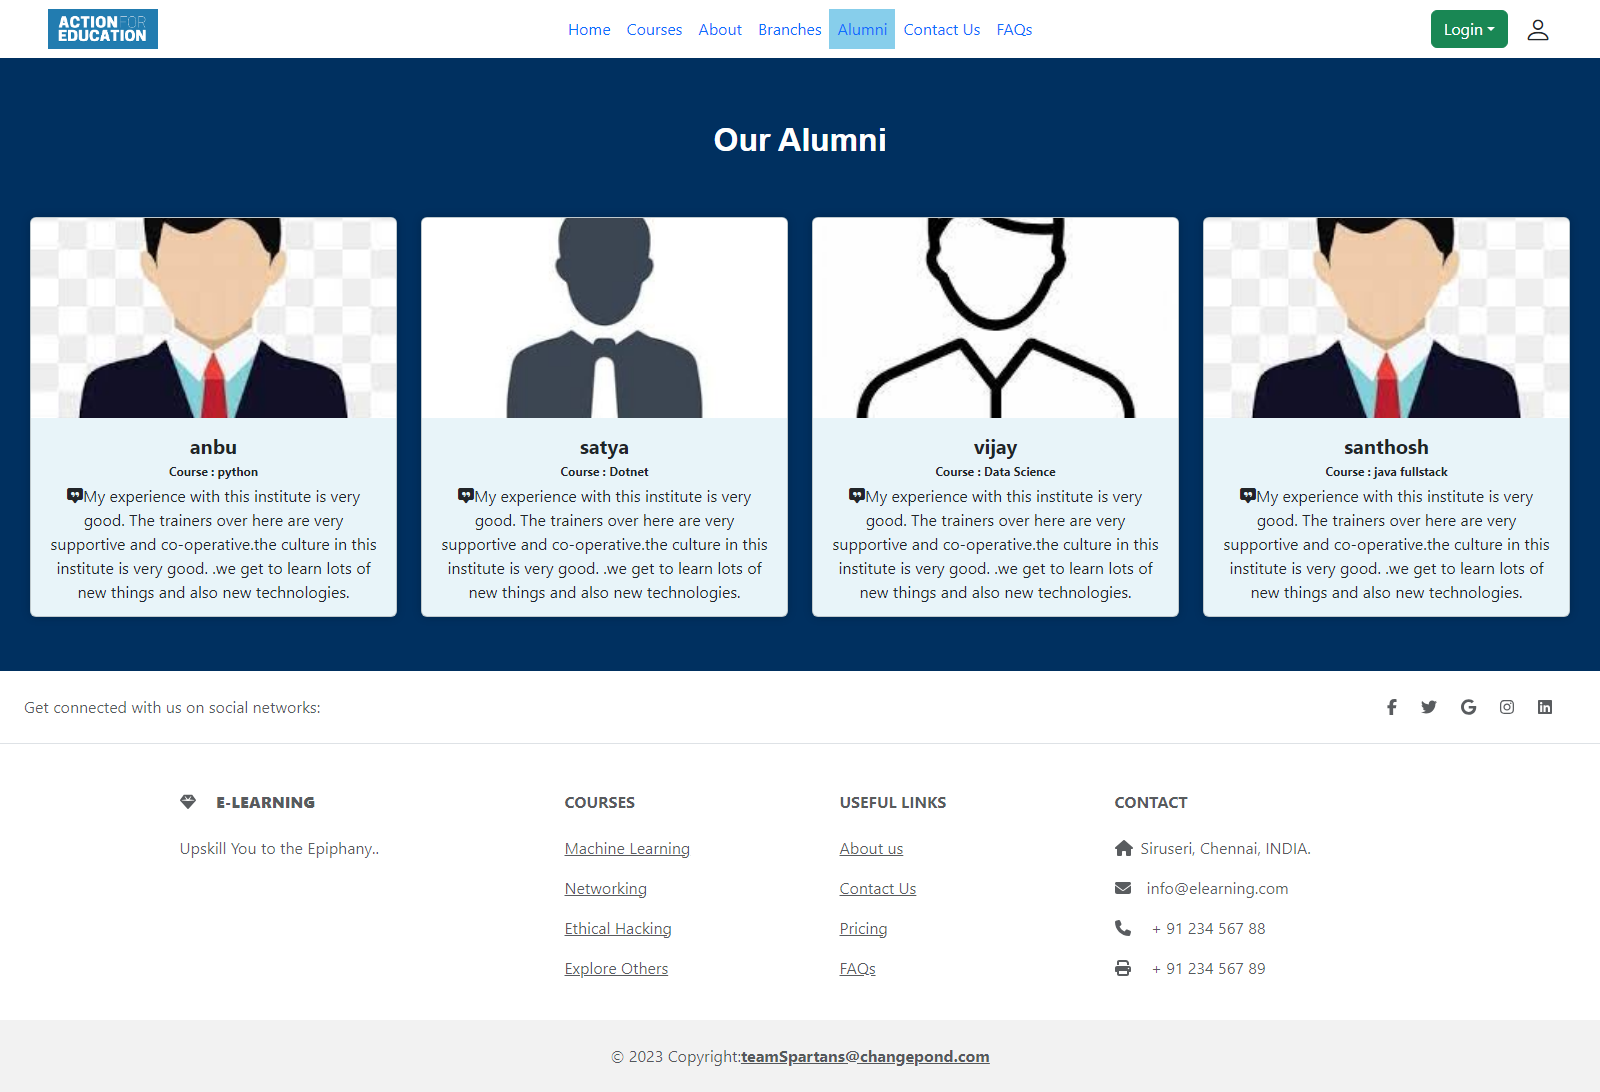 ACTION FOR
EDUCATION
Home Courses About Branches Alumni Contact Us FAQs
Login
Our Alumni
anbu
Course : python
My experience with this institute is very
good. The trainers over here are very
supportive and co-operative.the culture in this
institute is very good. .we get to learn lots of
new things and also new technologies.
satya
Course : Dotnet
My experience with this institute is very
good. The trainers over here are very
supportive and co-operative.the culture in this
institute is very good. .we get to learn lots of
new things and also new technologies.
vijay
Course : Data Science
My experience with this institute is very
good. The trainers over here are very
supportive and co-operative.the culture in this
institute is very good. .we get to learn lots of
new things and also new technologies.
santhosh
Course : java fullstack
My experience with this institute is very
good. The trainers over here are very
supportive and co-operative.the culture in this
institute is very good. .we get to learn lots of
new things and also new technologies.
Get connected with us on social networks:
E-LEARNING
Upskill You to the Epiphany..
COURSES
Machine Learning
Networking
Ethical Hacking
Explore Others
USEFUL LINKS
About us
Contact Us
Pricing
FAQs
CONTACT
Siruseri, Chennai, INDIA.
info@elearning.com
+ 91 234 567 88
+ 91 234 567 89
© 2023 Copyright:teamSpartans@changepond.com